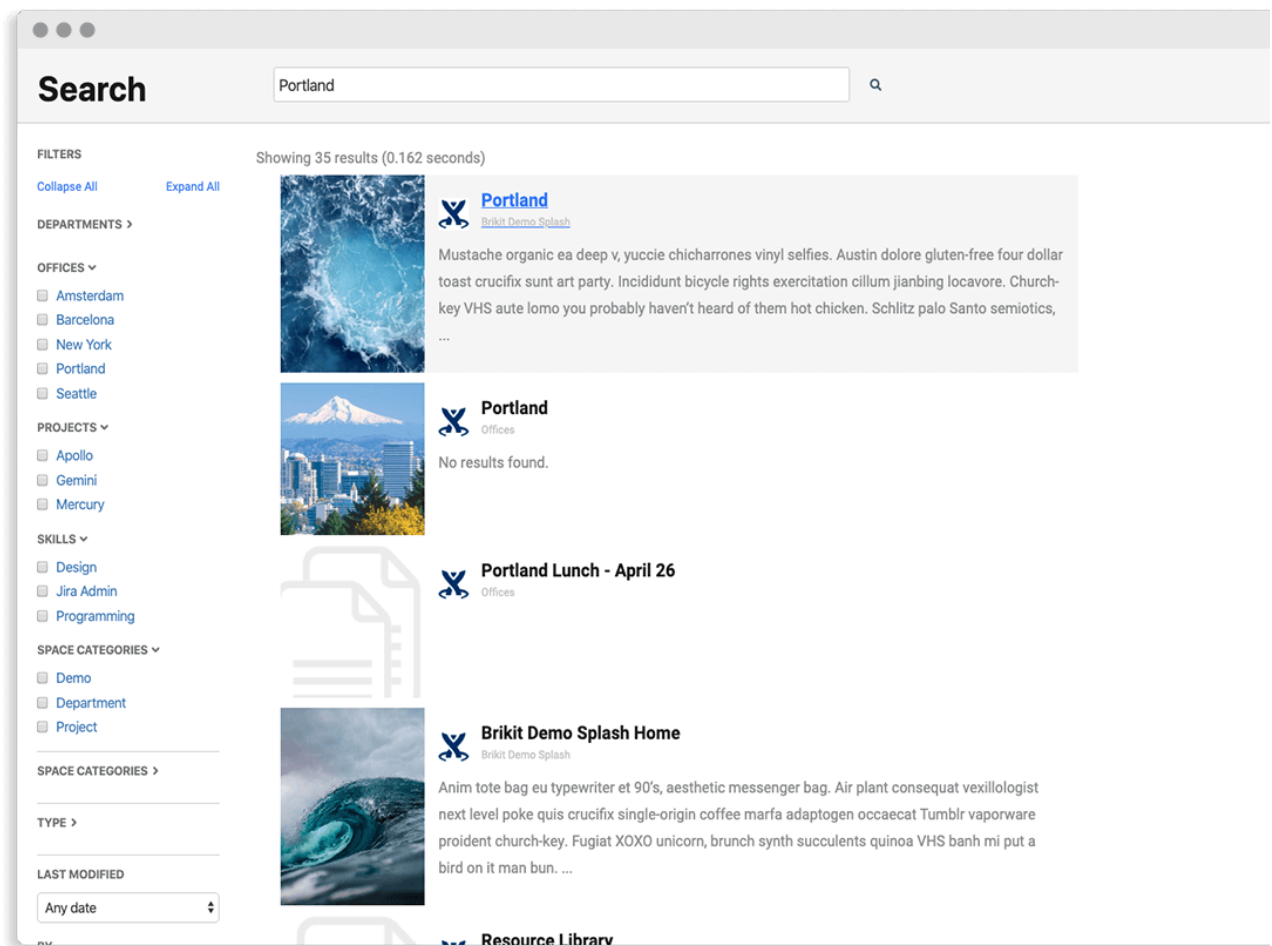 Search
Portland
FILTERS
Collapse All
Expand All
DEPARTMENTS
OFFICES
Amsterdam
Barcelona
New York
Portland
Seattle
PROJECTS
Apollo
Gemini
Mercury
SKILLS
Design
Jira Admin
Programming
SPACE CATEGORIES
Demo
Department
Project
SPACE CATEGORIES
TYPE
LAST MODIFIED
Any date
BY
Showing 35 results (0.162 seconds)
Portland
Brikit Demo Splash
Mustache organic ea deep v, yuccie chicharrones vinyl selfies. Austin dolore gluten-free four dollar
toast crucifix sunt art party. Incididunt bicycle rights exercitation cillum jianbing locavore. Church-
key VHS aute lomo you probably haven't heard of them hot chicken. Schlitz palo Santo semiotics,
...
Portland
Offices
No results found.
Portland Lunch - April 26
Offices
Brikit Demo Splash Home
Brikit Demo Splash
Anim tote bag eu typewriter et 90's, aesthetic messenger bag. Air plant consequat vexillologist
next level poke quis crucifix single-origin coffee marfa adaptogen occaecat Tumblr vaporware
proident church-key. Fugiat XOXO unicorn, brunch synth succulents quinoa VHS banh mi put a
bird on it man bun. ...
Resource Library